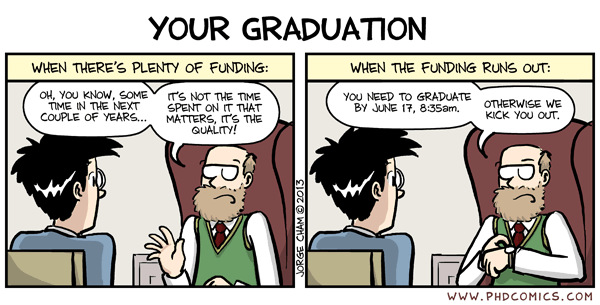 YOUR GRADUATION
WHEN THERE'S PLENTY OF FUNDING:
OH, YOU KNOW, SOME
TIME IN THE NEXT
COUPLE OF YEARS...
IT'S NOT THE TIME
SPENT ON IT THAT
MATTERS, IT'S THE
QUALITY!
JORGE CHAM © 2013
WHEN THE FUNDING RUNS OUT:
YOU NEED TO GRADUATE
BY JUNE 17, 8:35am.
OTHERWISE WE
KICK YOU OUT.
WWW.PHDCOMICS.COM